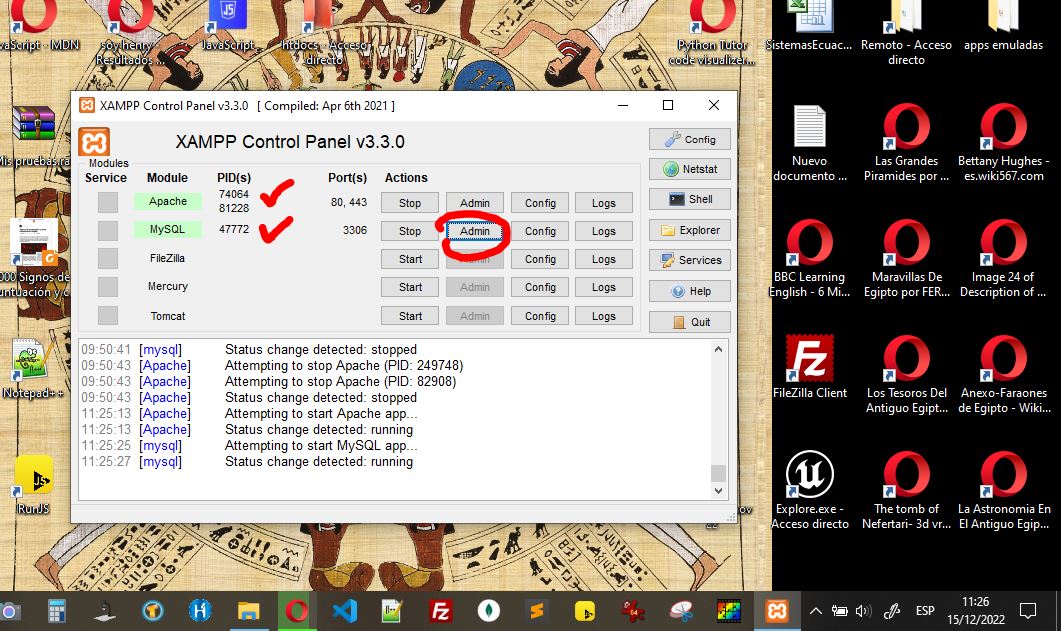 JavaScript - MDN
soy henry -
Resultados ...
JavaScript
htdocs - Acceso
directo
Python Tutor
code visualizer...
SistemasEcuac...
Remoto - Acceso
directo
apps emuladas
XAMPP Control Panel v3.3.0 [ Compiled: Apr 6th 2021 ]
XAMPP Control Panel v3.3.0
Config
Modules
Service Module PID(s) Port(s) Actions
Netstat
Apache 74064
81228 80, 443 Stop Admin Config Logs
Shell
MySQL 47772 3306 Stop Admin Config Logs
Explorer
FileZilla Start Admin Config Logs
Services
Mercury Start Admin Config Logs
Help
Tomcat Start Admin Config Logs
Quit
09:50:41 [mysql] Status change detected: stopped
09:50:43 [Apache] Attempting to stop Apache (PID: 249748)
09:50:43 [Apache] Attempting to stop Apache (PID: 82908)
09:50:43 [Apache] Status change detected: stopped
11:25:13 [Apache] Attempting to start Apache app...
11:25:13 [Apache] Status change detected: running
11:25:25 [mysql] Attempting to start MySQL app...
11:25:27 [mysql] Status change detected: running
Mis pruebas.ra
000 Signos de
untuación y o
Notepad++
RunJS
Nuevo
documento ...
Las Grandes
Piramides por ...
Bettany Hughes -
es.wiki567.com
BBC Learning
English - 6 Mi...
Maravillas De
Egipto por FER...
Image 24 of
Description of ...
FileZilla Client
Los Tesoros Del
Antiguo Egipt...
Anexo-Faraones
de Egipto - Wiki...
Explore.exe -
Acceso directo
The tomb of
Nefertari- 3d vr...
La Astronomia En
El Antiguo Egip...
ESP
11:26
15/12/2022